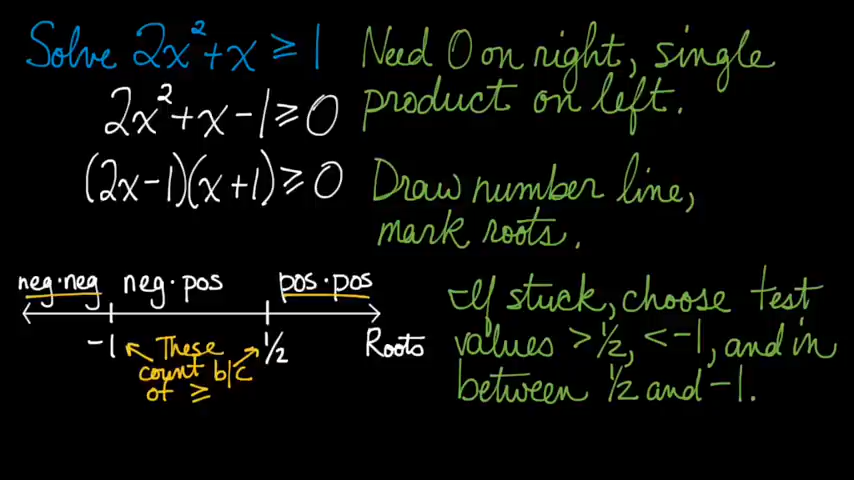 Solve 2x²+x ≥ 1
Need 0 on right, single
product on left.
2x²+x-1≥0
(2x-1)(x+1)≥0
Draw number line,
mark roots.
neg·neg neg·pos pos·pos
-1 ½ Roots
These
count b/c
of ≥
If stuck, choose test
values >½, <-1, and in
between ½ and -1.